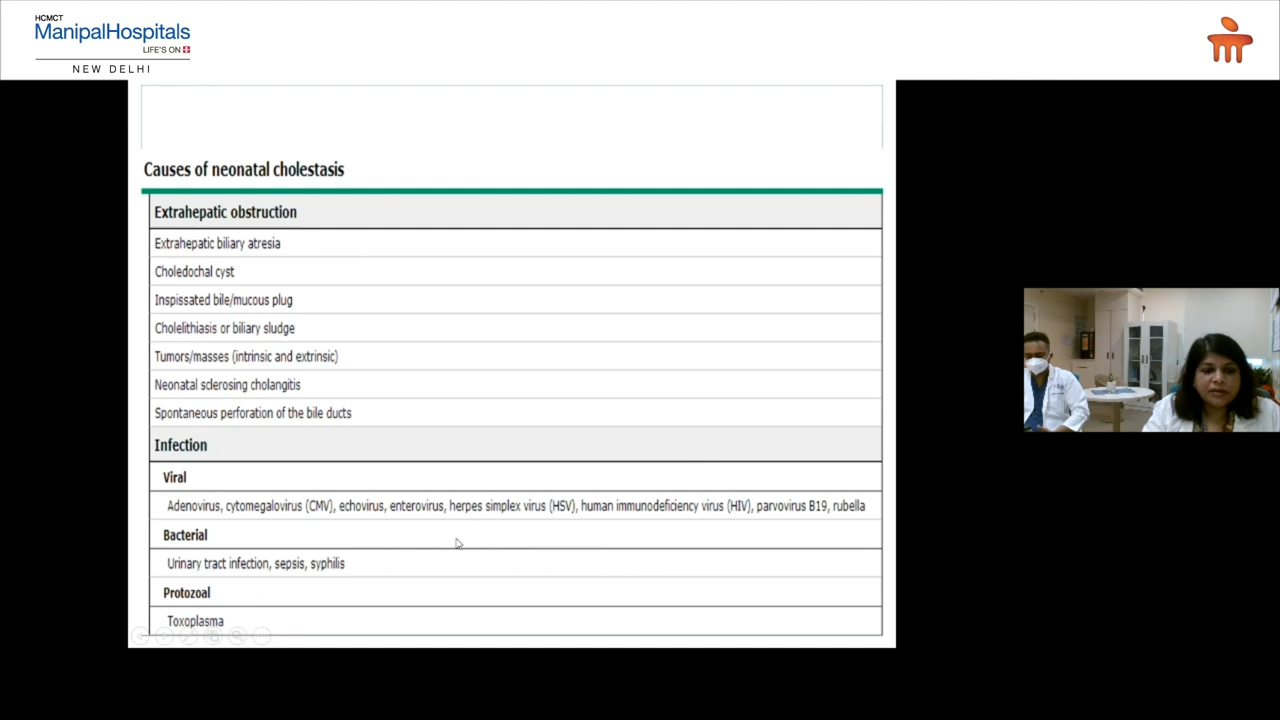 HCMCT
ManipalHospitals
LIFE'S ON
NEW DELHI
Causes of neonatal cholestasis
Extrahepatic obstruction
Extrahepatic biliary atresia
Choledochal cyst
Inspissated bile/mucous plug
Cholelithiasis or biliary sludge
Tumors/masses (intrinsic and extrinsic)
Neonatal sclerosing cholangitis
Spontaneous perforation of the bile ducts
Infection
Viral
Adenovirus, cytomegalovirus (CMV), echovirus, enterovirus, herpes simplex virus (HSV), human immunodeficiency virus (HIV), parvovirus B19, rubella
Bacterial
Urinary tract infection, sepsis, syphilis
Protozoal
Toxoplasma